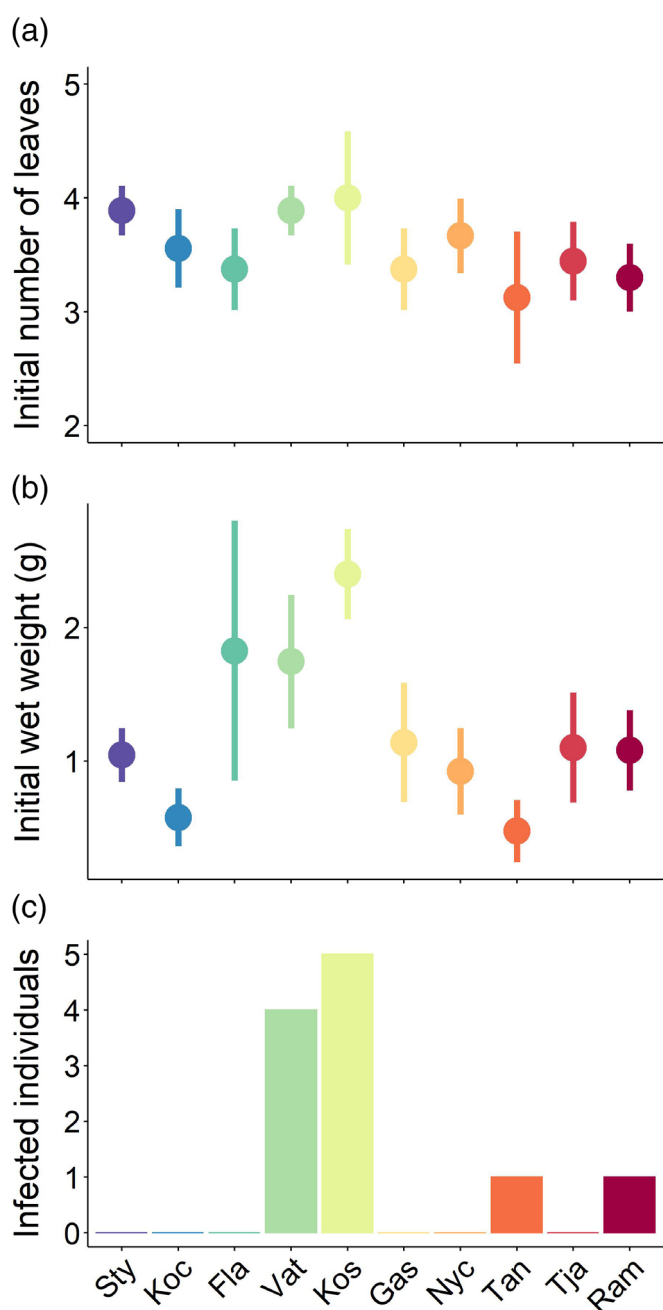 (a)
Initial number of leaves
5
4
3
2
(b)
Initial wet weight (g)
2
1
(c)
Infected individuals
5
4
3
2
1
0
Sty Koc Fla Vat Kos Gas Nyc Tan Tja Ram